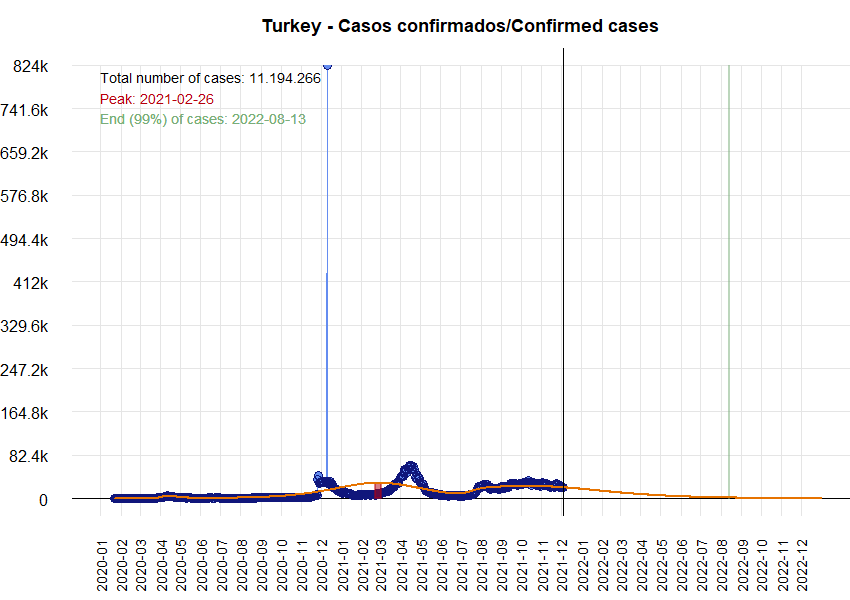 Turkey - Casos confirmados/Confirmed cases
824k
Total number of cases: 11.194.266
Peak: 2021-02-26
End (99%) of cases: 2022-08-13
741.6k
659.2k
576.8k
494.4k
412k
329.6k
247.2k
164.8k
82.4k
0
2020-01
2020-02
2020-03
2020-04
2020-05
2020-06
2020-07
2020-08
2020-09
2020-10
2020-11
2020-12
2021-01
2021-02
2021-03
2021-04
2021-05
2021-06
2021-07
2021-08
2021-09
2021-10
2021-11
2021-12
2022-01
2022-02
2022-03
2022-04
2022-05
2022-06
2022-07
2022-08
2022-09
2022-10
2022-11
2022-12